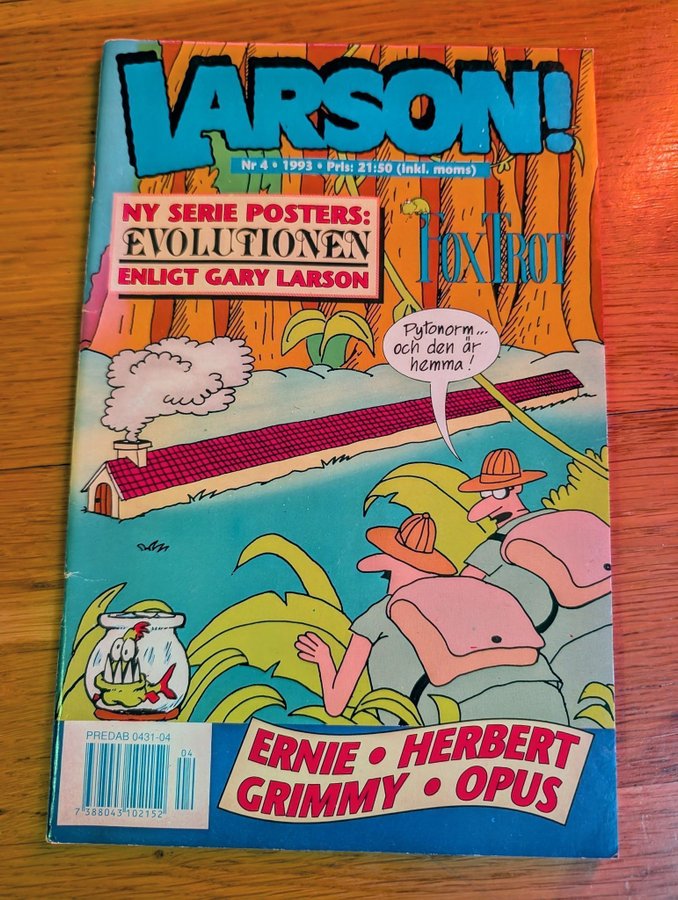 LARSON!
Nr 4 • 1993 • Pris: 21:50 (inkl. moms)
NY SERIE POSTERS:
EVOLUTIONEN
ENLIGT GARY LARSON
FOXTROT
Pytonorm...
och den är
hemma!
PREDAB 0431-04
04
7 388043 102152
ERNIE • HERBERT
GRIMMY • OPUS